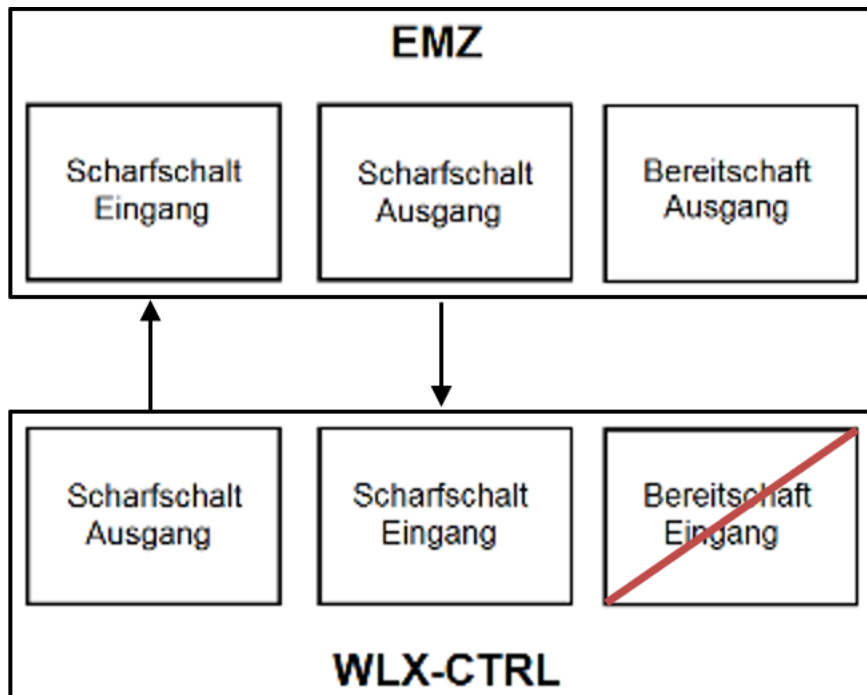 EMZ
Scharfschalt
Eingang
Scharfschalt
Ausgang
Bereitschaft
Ausgang
Scharfschalt
Ausgang
Scharfschalt
Eingang
Bereitschaft
Eingang
WLX-CTRL